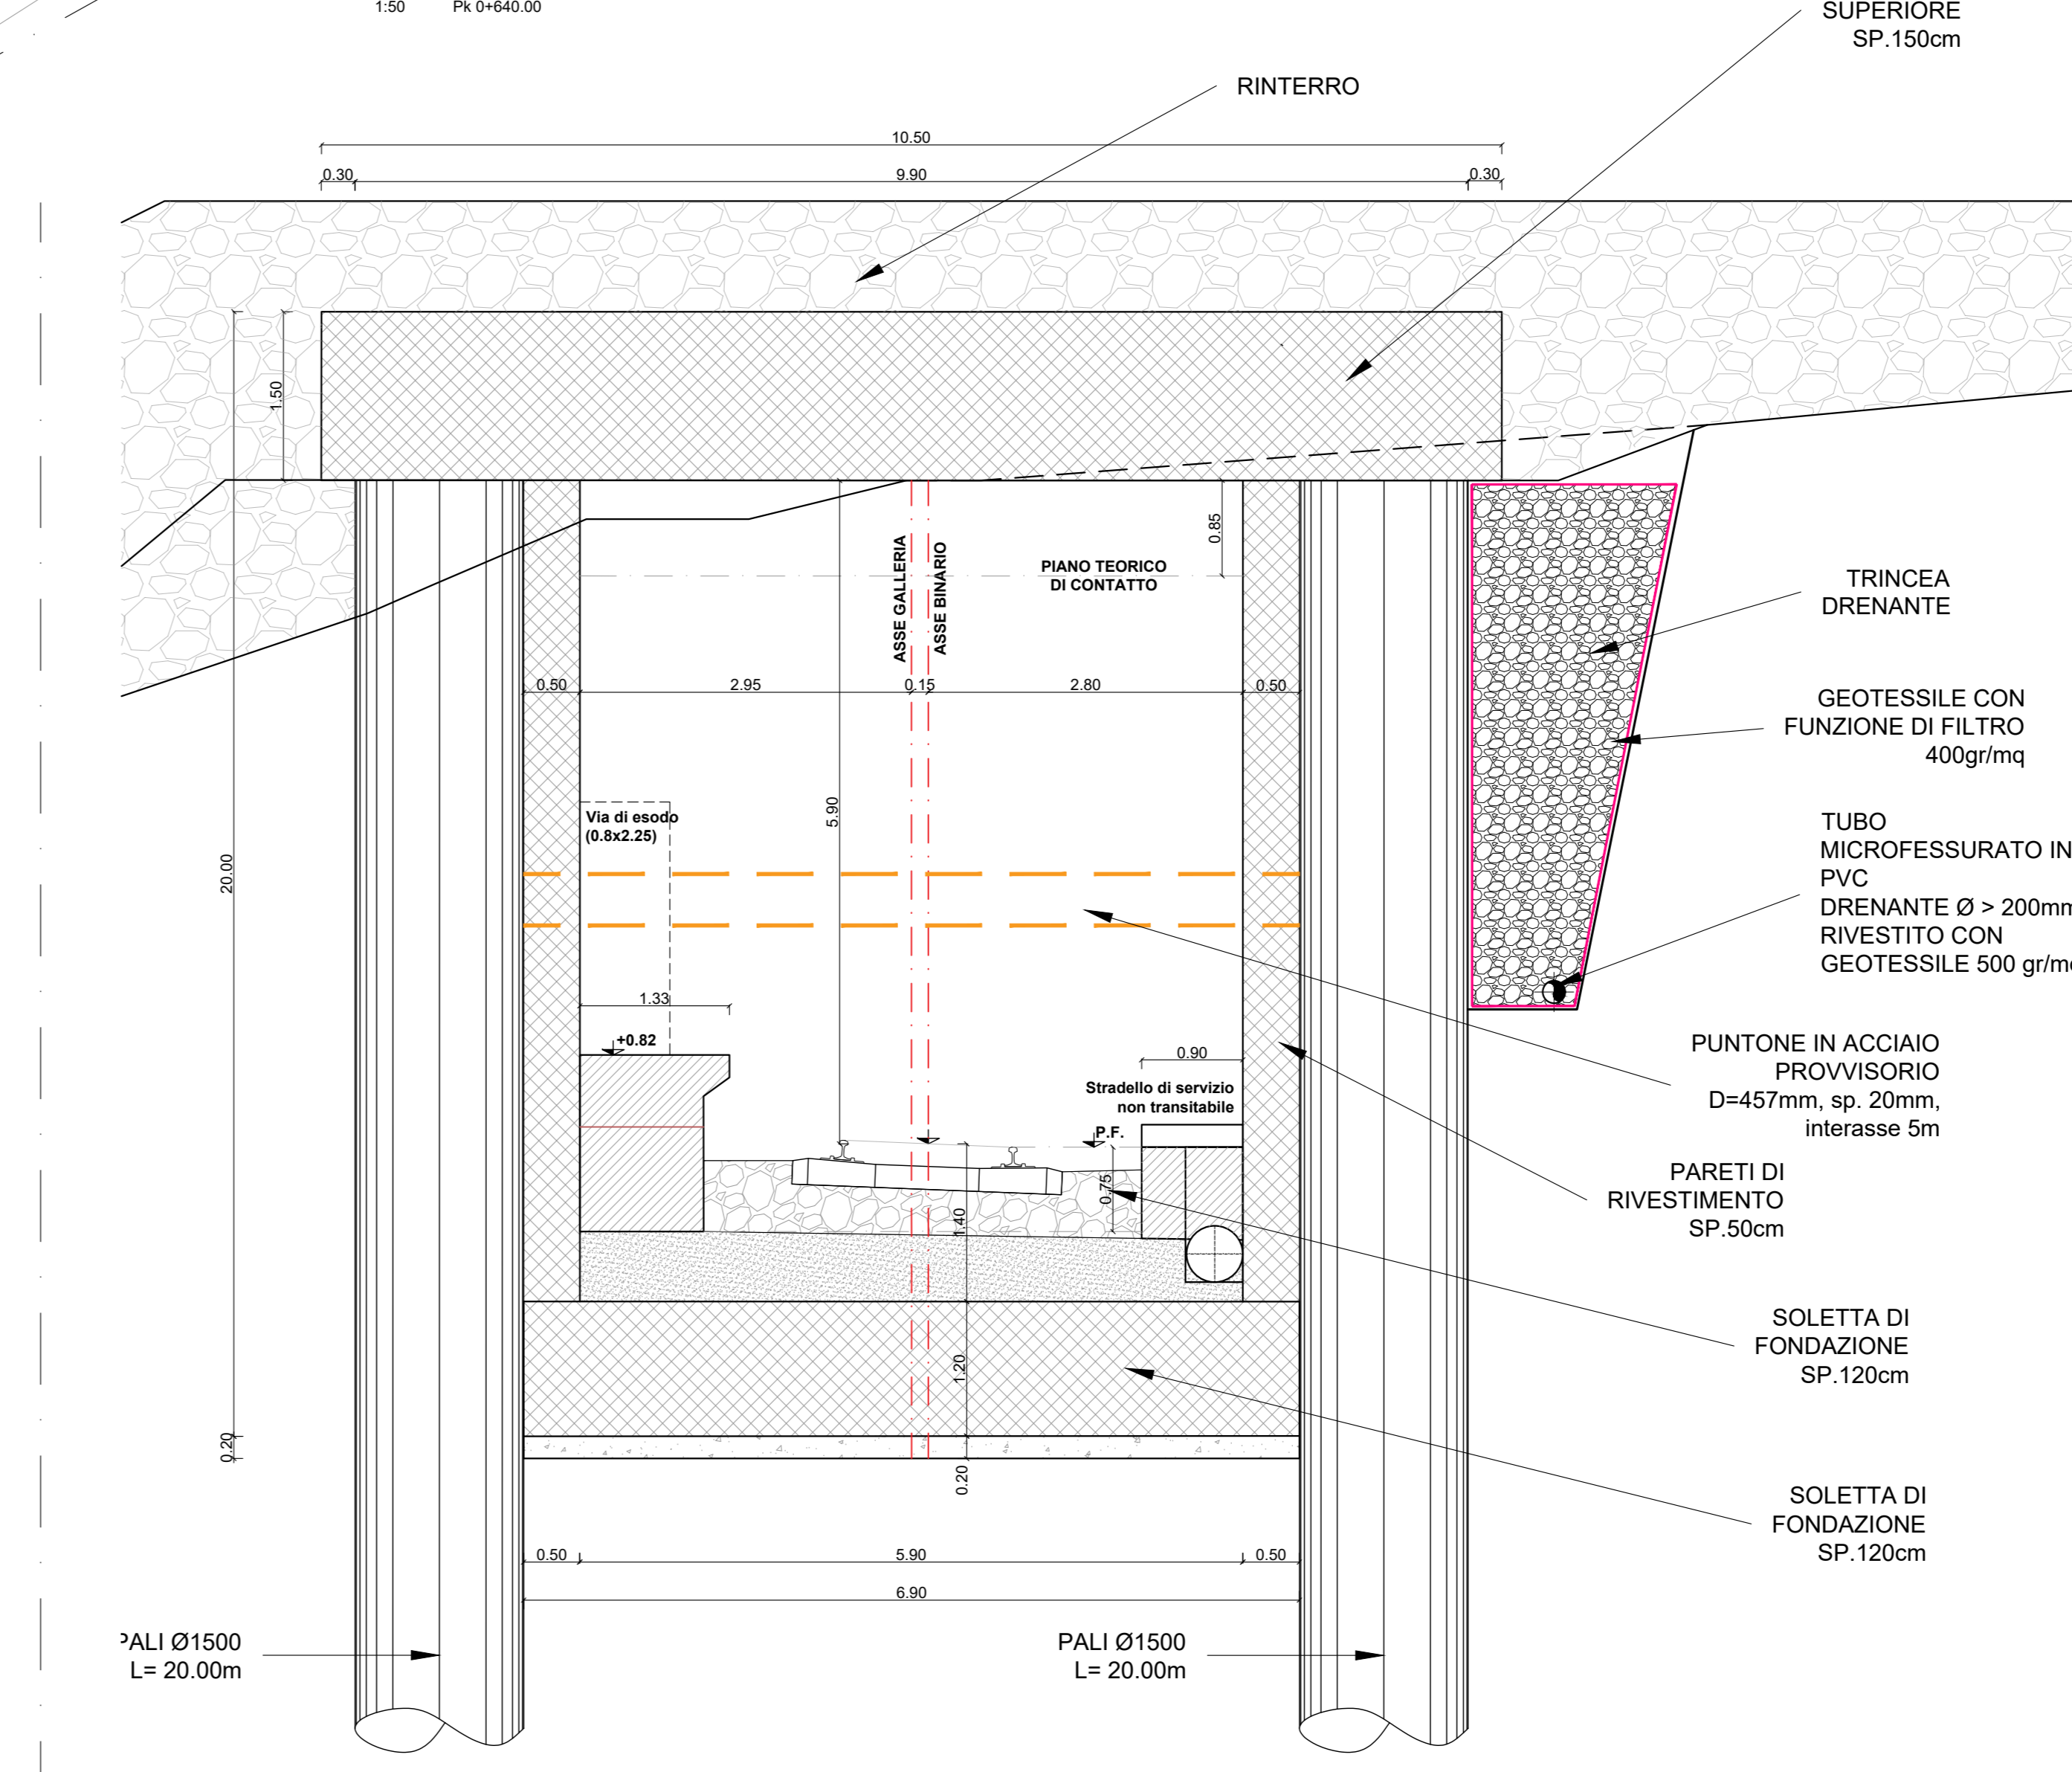 1:50 Pk 0+640.00
SUPERIORE
SP.150cm
RINTERRO
10.50
0.30
9.90
0.30
1.50
20.00
0.20
0.85
PIANO TEORICO
DI CONTATTO
ASSE GALLERIA
ASSE BINARIO
0.50
2.95
0.15
2.80
0.50
5.90
Via di esodo
(0.8x2.25)
1.33
+0.82
0.90
Stradello di servizio
non transitabile
P.F.
0.75
1.40
1.20
0.20
0.50
5.90
0.50
6.90
TRINCEA
DRENANTE
GEOTESSILE CON
FUNZIONE DI FILTRO
400gr/mq
TUBO
MICROFESSURATO IN
PVC
DRENANTE Ø > 200mm
RIVESTITO CON
GEOTESSILE 500 gr/mq
PUNTONE IN ACCIAIO
PROVVISORIO
D=457mm, sp. 20mm,
interasse 5m
PARETI DI
RIVESTIMENTO
SP.50cm
SOLETTA DI
FONDAZIONE
SP.120cm
SOLETTA DI
FONDAZIONE
SP.120cm
PALI Ø1500
L= 20.00m
PALI Ø1500
L= 20.00m